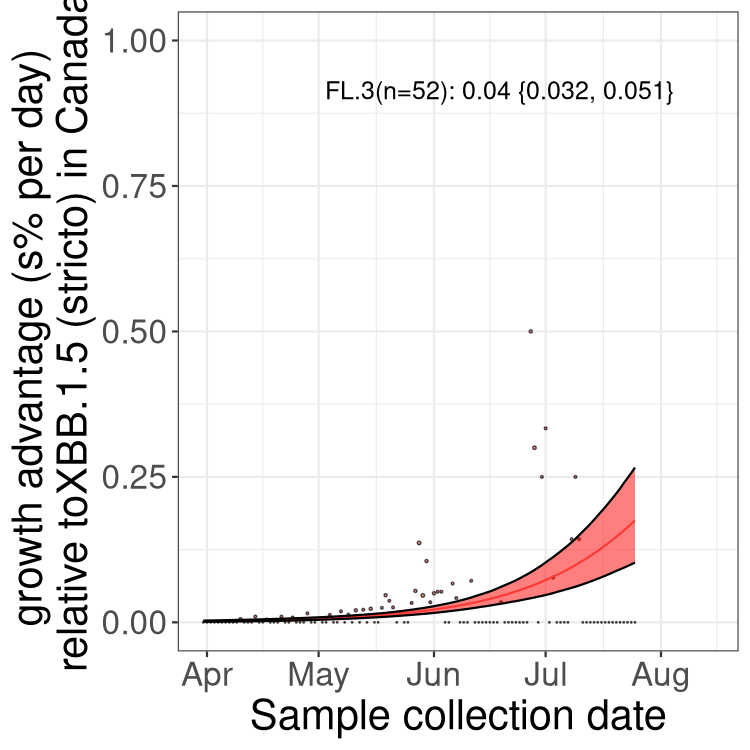 growth advantage (s% per day)
relative toXBB.1.5 (stricto) in Canada
1.00
0.75
0.50
0.25
0.00
FL.3(n=52): 0.04 {0.032, 0.051}
Apr May Jun Jul Aug
Sample collection date